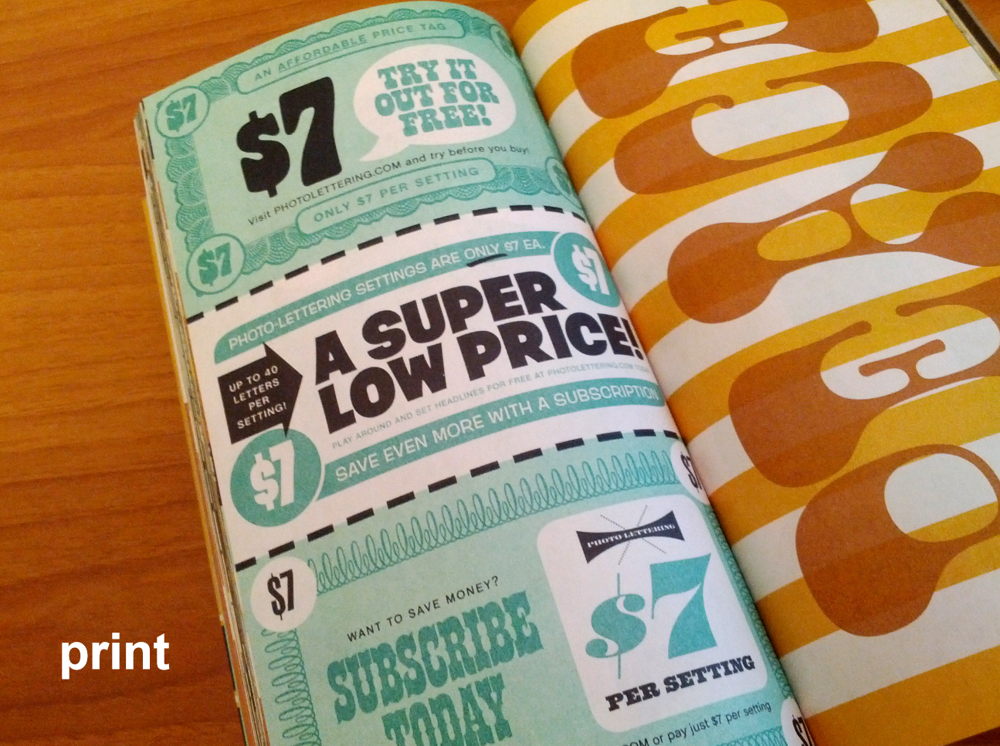 AN AFFORDABLE PRICE TAG
$7
$7
TRY IT
OUT FOR
FREE!
Visit PHOTOLETTERING.COM and try before you buy!
ONLY $7 PER SETTING
$7
PHOTO-LETTERING SETTINGS ARE ONLY $7 EA.
$7
A SUPER
LOW PRICE!
UP TO 40
LETTERS
PER
SETTING!
PLAY AROUND AND SET HEADLINES FOR FREE AT PHOTOLETTERING.COM
SAVE EVEN MORE WITH A SUBSCRIPTION
$7
$7
$7
WANT TO SAVE MONEY?
SUBSCRIBE
TODAY
PHOTO-LETTERING
$7
PER SETTING
OM or pay just $7 per setting
$7
print